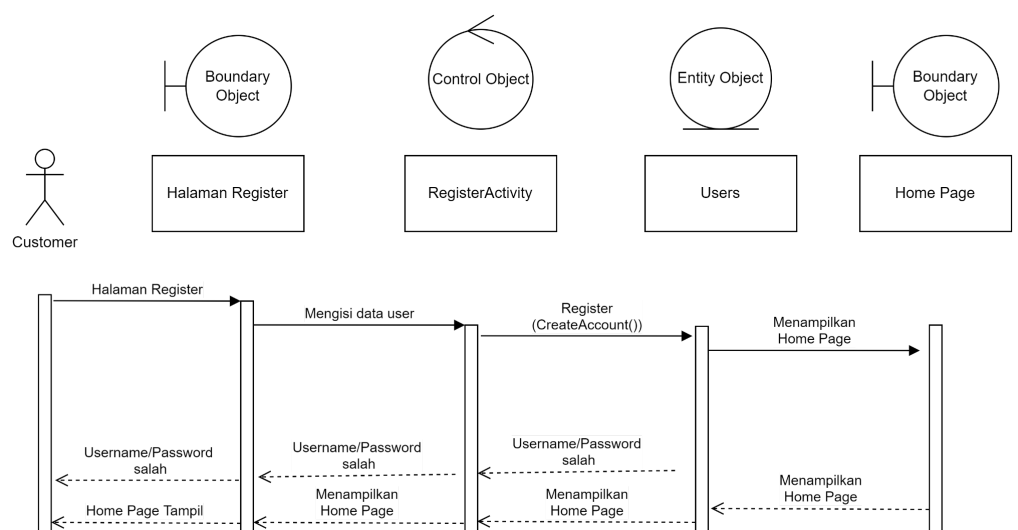 Boundary
Object
Control Object
Entity Object
Boundary
Object
Halaman Register
RegisterActivity
Users
Home Page
Customer
Halaman Register
Mengisi data user
Register
(CreateAccount())
Menampilkan
Home Page
Username/Password
salah
Username/Password
salah
Username/Password
salah
Menampilkan
Home Page
Home Page Tampil
Menampilkan
Home Page
Menampilkan
Home Page